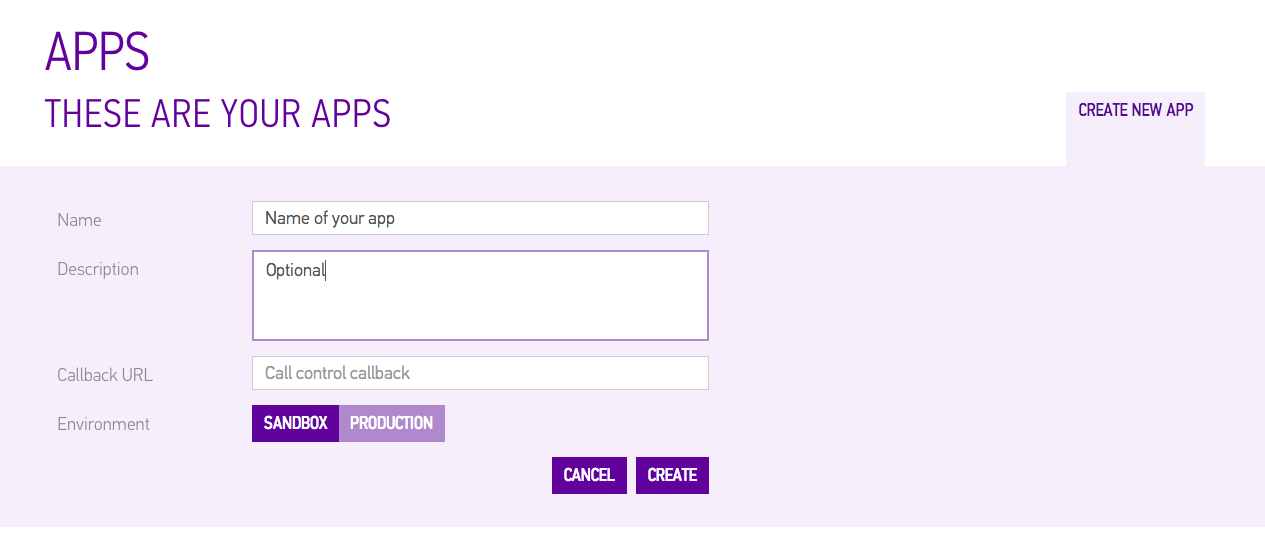 APPS
THESE ARE YOUR APPS
CREATE NEW APP
Name
Name of your app
Description
Optional
Callback URL
Call control callback
Environment
SANDBOX
PRODUCTION
CANCEL
CREATE